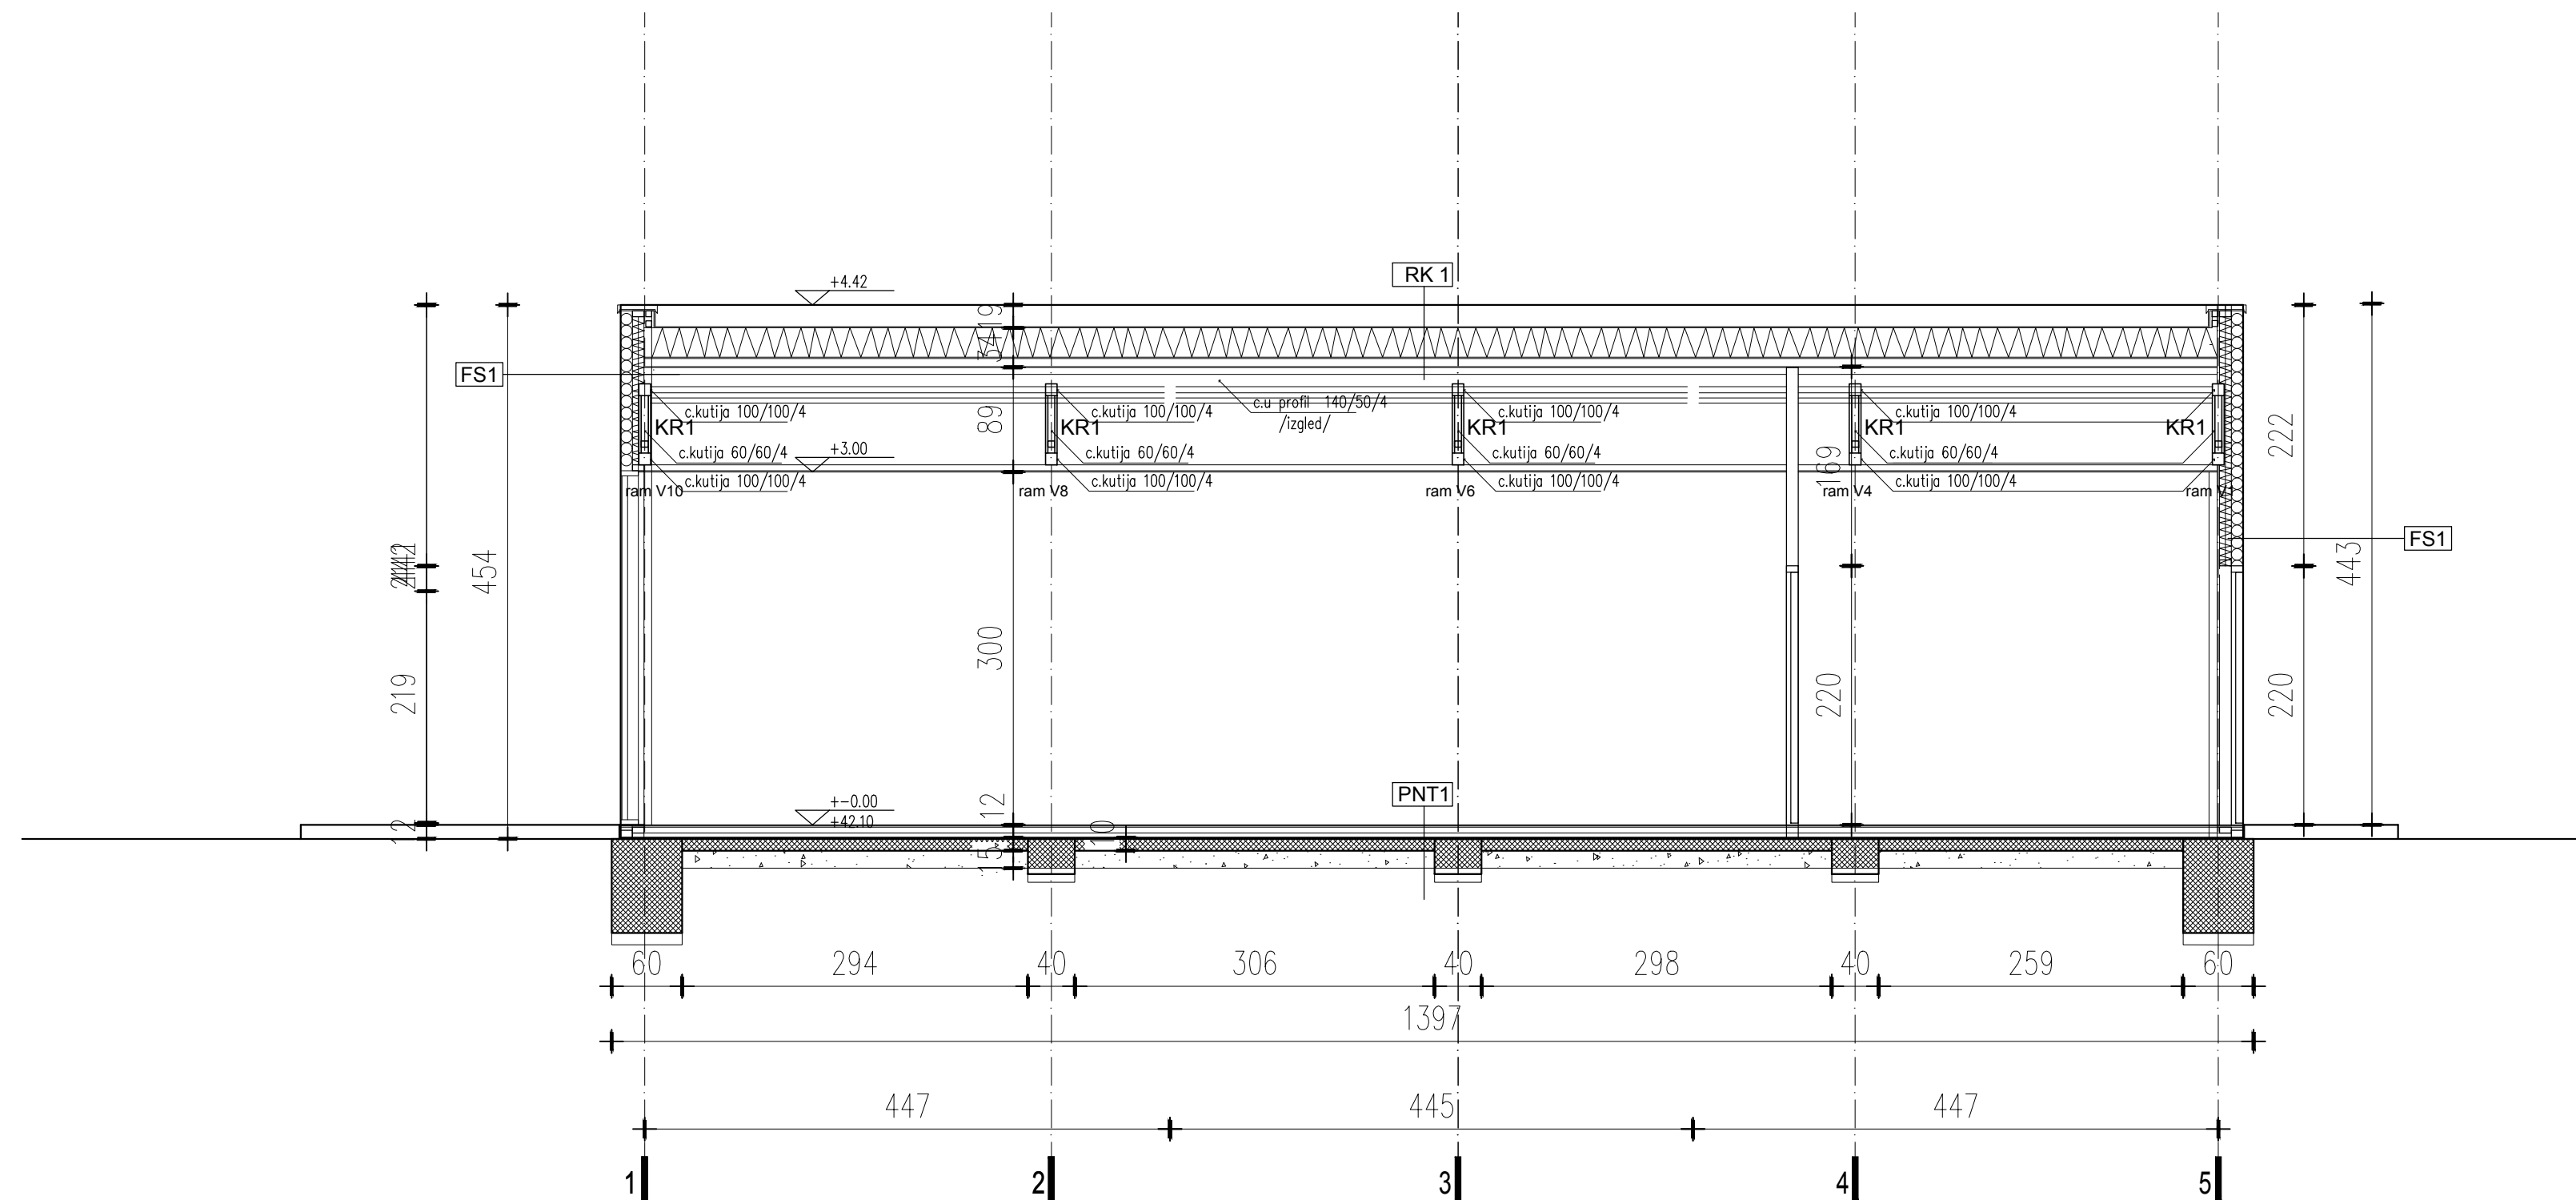 +4.42
RK 1
3419
FS1
c.kutija 100/100/4
c.kutija 100/100/4
c.u profil 140/50/4
/izgled/
c.kutija 100/100/4
c.kutija 100/100/4
KR1
KR1
KR1
KR1
KR1
89
222
c.kutija 60/60/4
+3.00
c.kutija 60/60/4
c.kutija 60/60/4
c.kutija 60/60/4
169
c.kutija 100/100/4
c.kutija 100/100/4
c.kutija 100/100/4
c.kutija 100/100/4
ram V10
ram V8
ram V6
ram V4
ram
FS1
454
443
300
219
220
220
+-0.00
+42.10
PNT1
12
12
10
15
60
294
40
306
40
298
40
259
60
1397
447
445
447
1
2
3
4
5